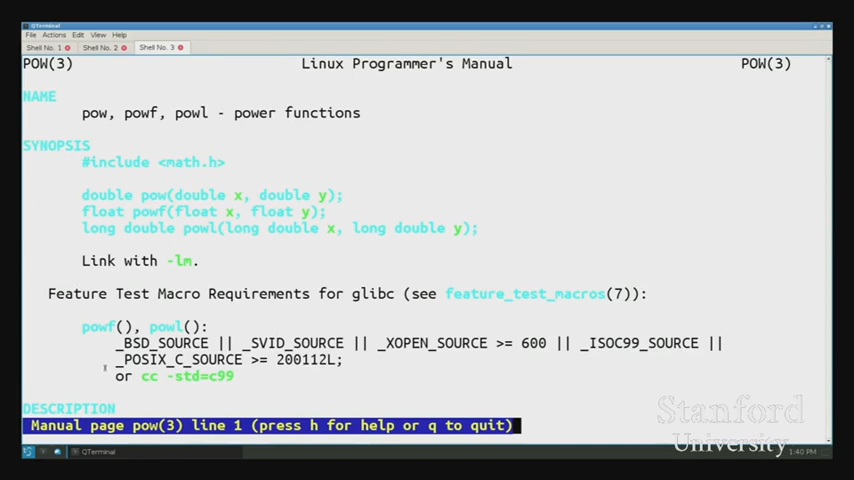 QTerminal
File Actions Edit View Help
Shell No. 1 Shell No. 2 Shell No. 3
POW(3) Linux Programmer's Manual POW(3)
NAME
pow, powf, powl - power functions
SYNOPSIS
#include <math.h>
double pow(double x, double y);
float powf(float x, float y);
long double powl(long double x, long double y);
Link with -lm.
Feature Test Macro Requirements for glibc (see feature_test_macros(7)):
powf(), powl():
_BSD_SOURCE || _SVID_SOURCE || _XOPEN_SOURCE >= 600 || _ISOC99_SOURCE ||
_POSIX_C_SOURCE >= 200112L;
or cc -std=c99
DESCRIPTION
Manual page pow(3) line 1 (press h for help or q to quit)
Stanford
University
QTerminal
1:40 PM